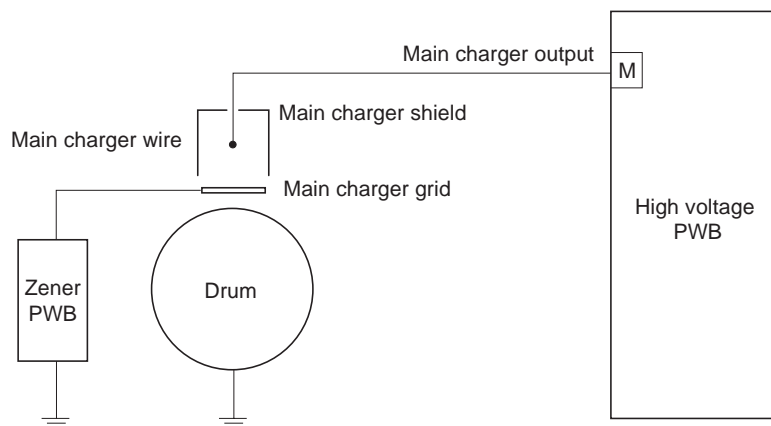 Main charger output
M
Main charger shield
Main charger wire
Main charger grid
High voltage
PWB
Zener
PWB
Drum